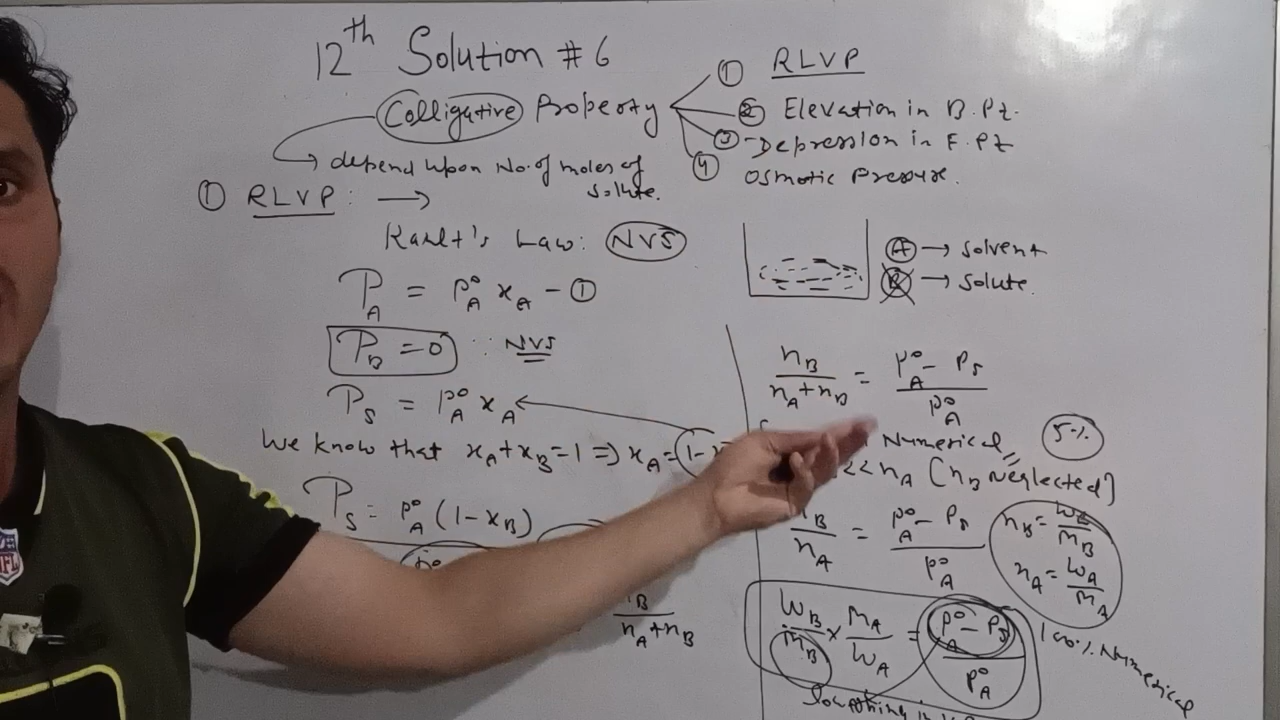 12th Solution #6
Colligative Property
① RLVP
② Elevation in B.Pt.
③ Depression in F.Pt
④ Osmotic Pressure.
→ depend upon No. of moles of solute.
① RLVP : →
Raoult's Law: NVS
P_A = P°_A x_A - ①
P_B = 0 ∵ NVS
P_S = P°_A x_A
We know that x_A + x_B = 1 ⇒ x_A = (1-
P_S = P°_A (1 - x_B)
n_A + n_B
A → solvent
B → solute.
n_B / (n_A + n_B) = (P°_A - P_S) / P°_A
Numerical 5%
<< n_A [n_B neglected]
n_B / n_A = (P°_A - P_S) / P°_A
n_B = W_B / M_B
n_A = W_A / M_A
W_B / M_B × M_A / W_A = (P°_A - P_S) / P°_A
100% Numerical
NFL